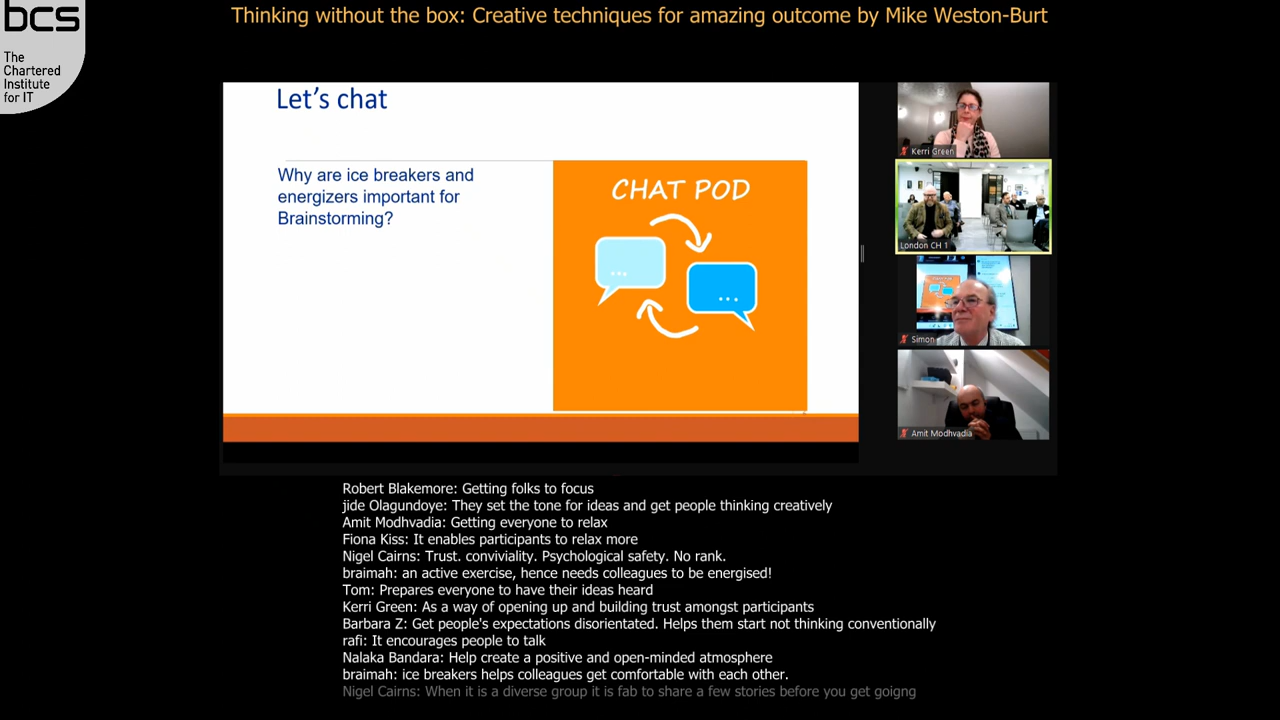 bcs
The
Chartered
Institute
for IT
Thinking without the box: Creative techniques for amazing outcome by Mike Weston-Burt
Let's chat
Why are ice breakers and
energizers important for
Brainstorming?
CHAT POD
Kerri Green
London CH 1
Simon
Amit Modhvadia
Robert Blakemore: Getting folks to focus
jide Olagundoye: They set the tone for ideas and get people thinking creatively
Amit Modhvadia: Getting everyone to relax
Fiona Kiss: It enables participants to relax more
Nigel Cairns: Trust. conviviality. Psychological safety. No rank.
braimah: an active exercise, hence needs colleagues to be energised!
Tom: Prepares everyone to have their ideas heard
Kerri Green: As a way of opening up and building trust amongst participants
Barbara Z: Get people's expectations disorientated. Helps them start not thinking conventionally
rafi: It encourages people to talk
Nalaka Bandara: Help create a positive and open-minded atmosphere
braimah: ice breakers helps colleagues get comfortable with each other.
Nigel Cairns: When it is a diverse group it is fab to share a few stories before you get goigng